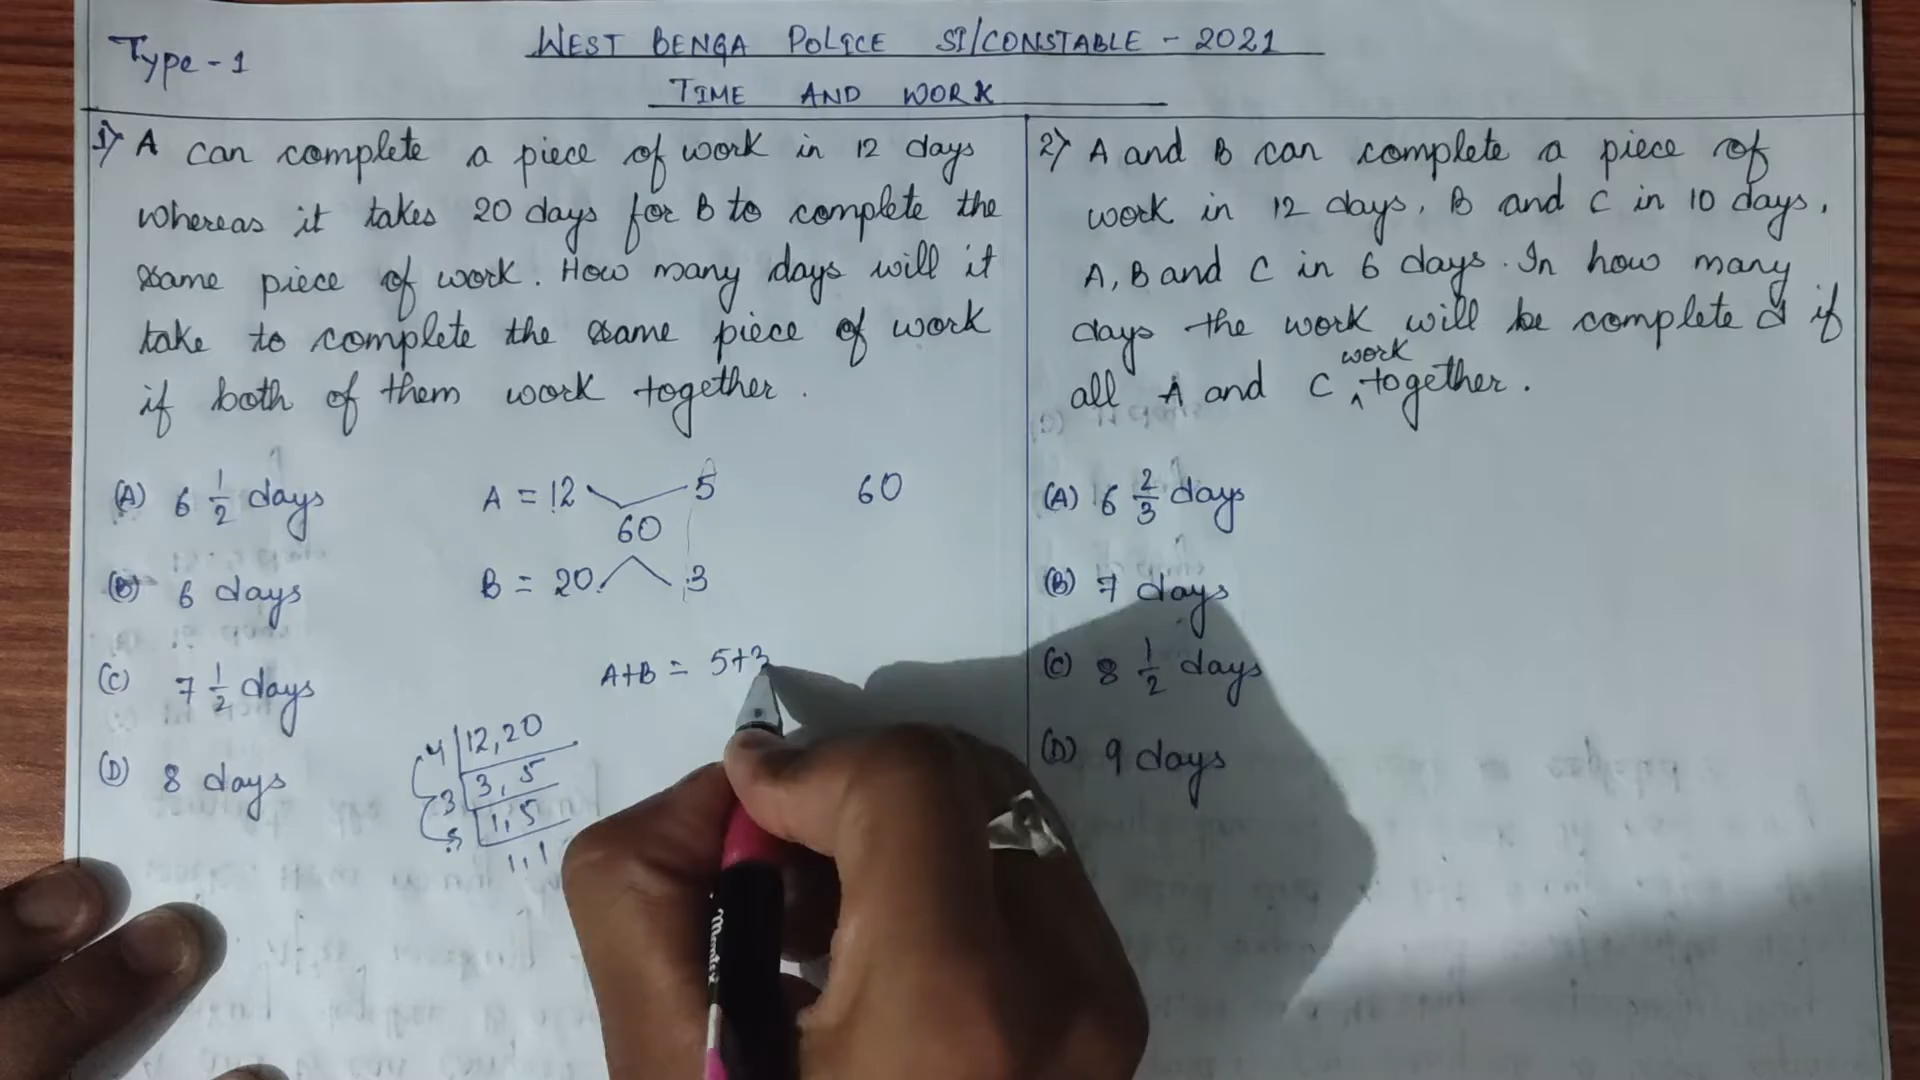 Type - 1
WEST BENGA POLICE SI/CONSTABLE - 2021
TIME AND WORK
1) A can complete a piece of work in 12 days
whereas it takes 20 days for B to complete the
same piece of work. How many days will it
take to complete the same piece of work
if both of them work together.
(A) 6 1/2 days
(B) 6 days
(C) 7 1/2 days
(D) 8 days
A = 12 5 60
60
B = 20 3
A+B = 5+3
4 12, 20
3 3, 5
5 1, 5
1, 1
2) A and B can complete a piece of
work in 12 days, B and C in 10 days,
A, B and C in 6 days. In how many
days the work will be complete d if
work
all A and C ^ together.
(A) 6 2/3 days
(B) 7 days
(C) 8 1/2 days
(D) 9 days
Montex